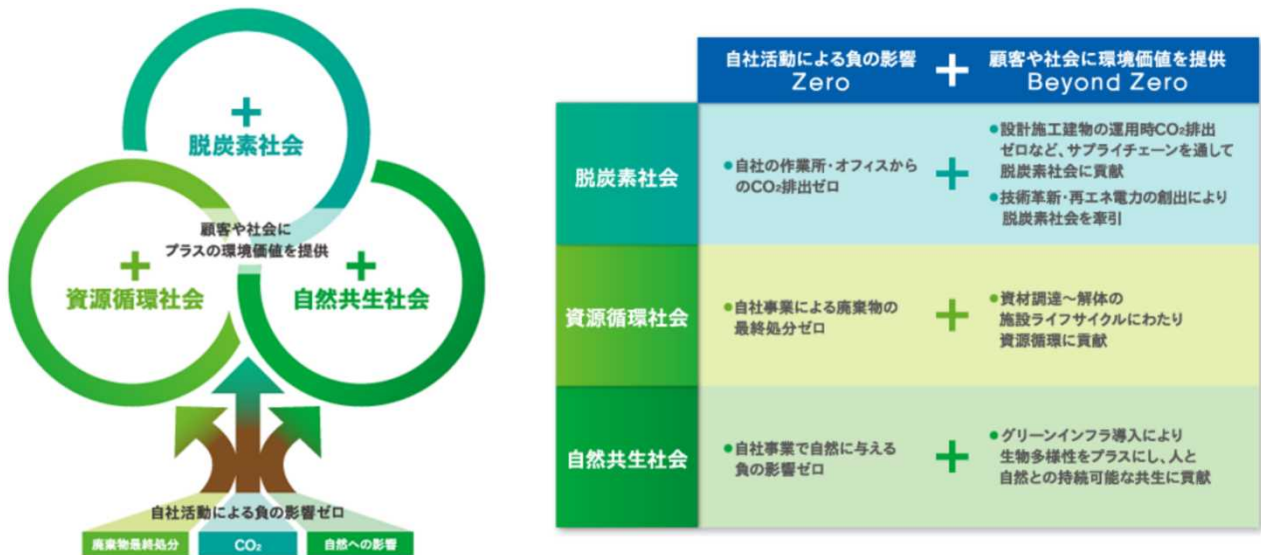 +
脱炭素社会
顧客や社会に
プラスの環境価値を提供
+
資源循環社会
+
自然共生社会
自社活動による負の影響ゼロ
廃棄物最終処分
CO₂
自然への影響
自社活動による負の影響
Zero
+
顧客や社会に環境価値を提供
Beyond Zero
脱炭素社会
●自社の作業所・オフィスから
のCO₂排出ゼロ
+
●設計施工建物の運用時CO₂排出
ゼロなど、サプライチェーンを通して
脱炭素社会に貢献
●技術革新・再エネ電力の創出により
脱炭素社会を牽引
資源循環社会
●自社事業による廃棄物の
最終処分ゼロ
+
●資材調達～解体の
施設ライフサイクルにわたり
資源循環に貢献
自然共生社会
●自社事業で自然に与える
負の影響ゼロ
+
●グリーンインフラ導入により
生物多様性をプラスにし、人と
自然との持続可能な共生に貢献